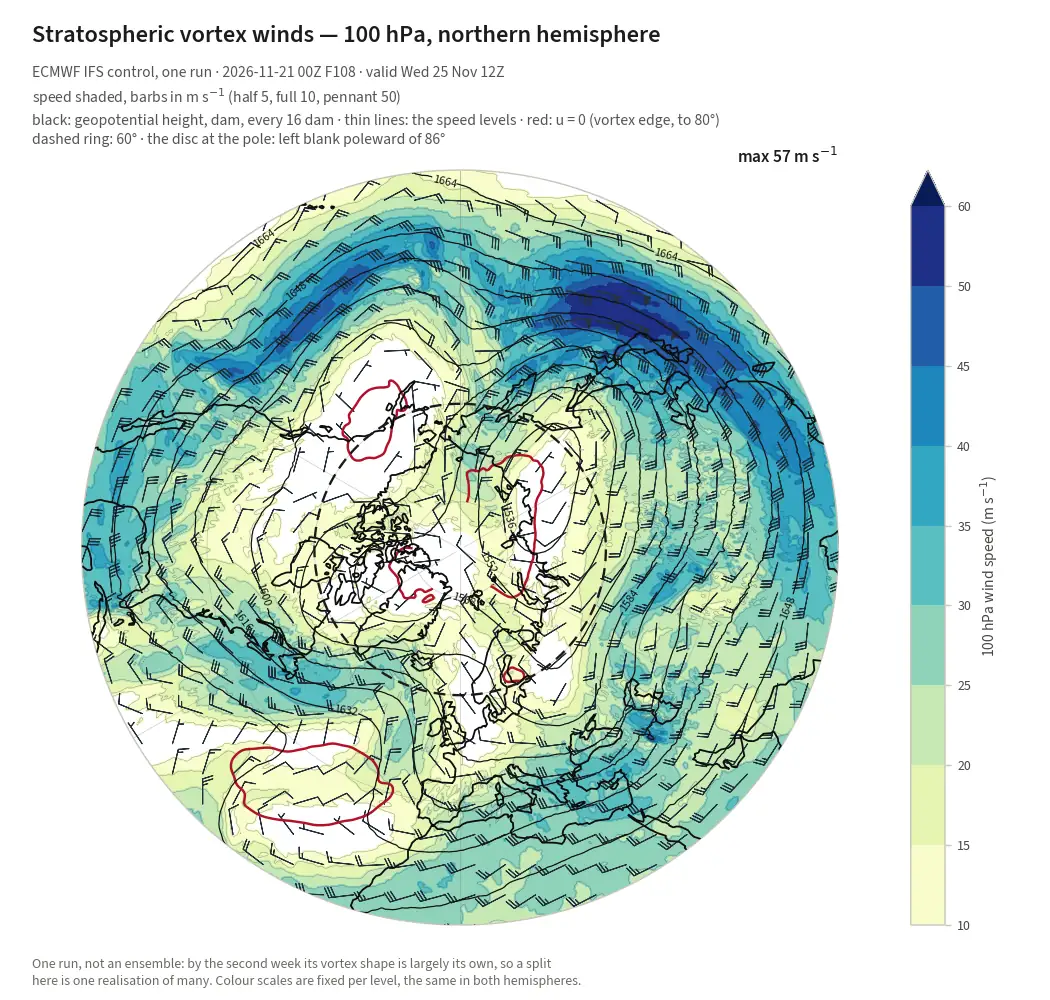 Stratospheric vortex winds — 100 hPa, northern hemisphere
ECMWF IFS control, one run · 2026-11-21 00Z F108 · valid Wed 25 Nov 12Z
speed shaded, barbs in m s−1 (half 5, full 10, pennant 50)
black: geopotential height, dam, every 16 dam · thin lines: the speed levels · red: u = 0 (vortex edge, to 80°)
dashed ring: 60° · the disc at the pole: left blank poleward of 86°
max 57 m s−1
1664
1664
1664
1648
1536
1584
1648
1600
1616
1632
60
50
45
40
35
30
25
20
15
10
100 hPa wind speed (m s−1)
One run, not an ensemble: by the second week its vortex shape is largely its own, so a split
here is one realisation of many. Colour scales are fixed per level, the same in both hemispheres.